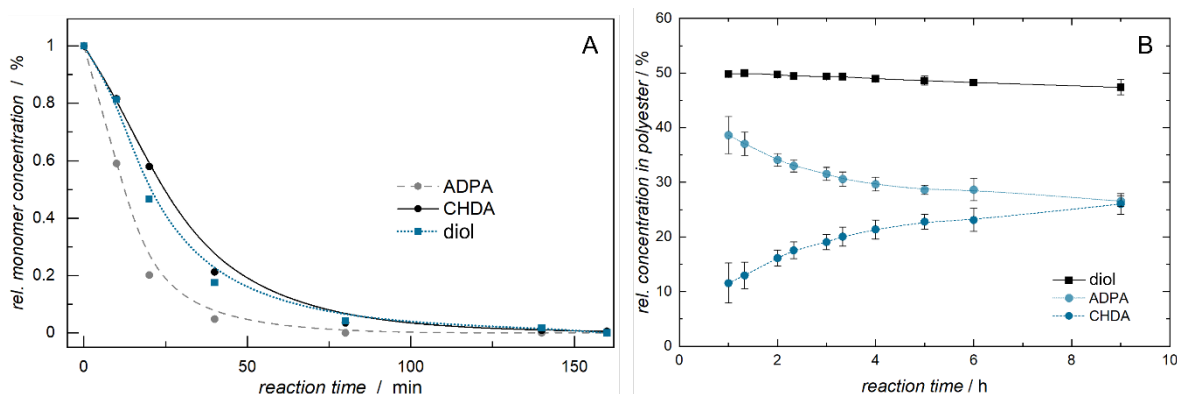 A
rel. monomer concentration / %
1
0.8
0.6
0.4
0.2
0
ADPA
CHDA
diol
0
50
100
150
reaction time / min
B
rel. concentration in polyester / %
60
50
40
30
20
10
0
diol
ADPA
CHDA
0
2
4
6
8
10
reaction time / h